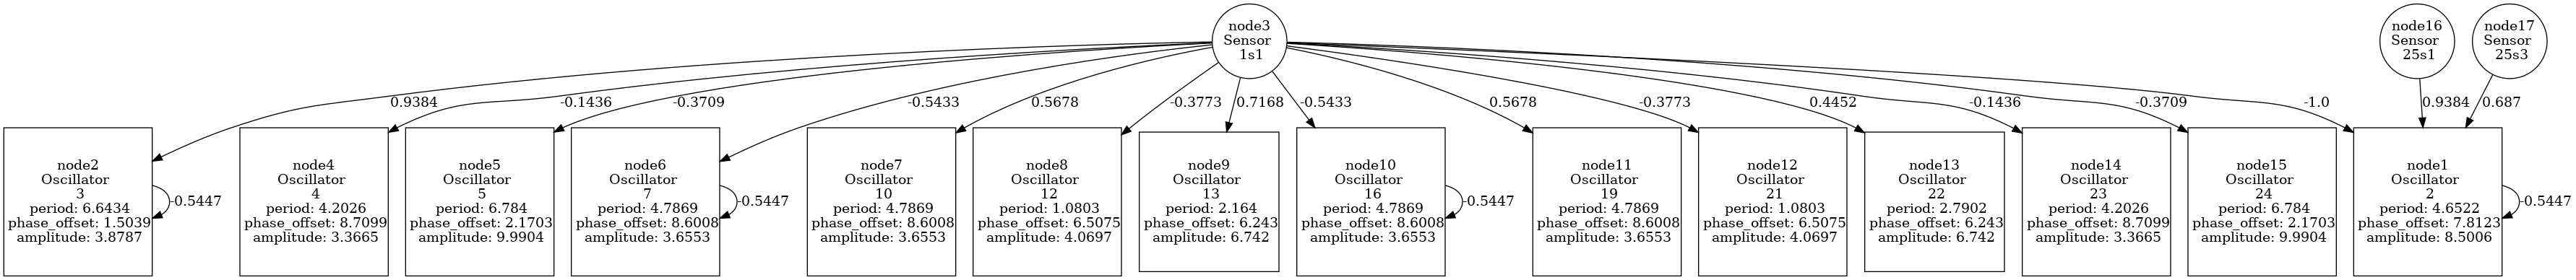 node3
Sensor
1s1
node16
Sensor
25s1
node17
Sensor
25s3
0.9384
-0.1436
-0.3709
-0.5433
0.5678
-0.3773
0.7168
-0.5433
0.5678
-0.3773
0.4452
-0.1436
-0.3709
-1.0
0.9384
0.687
node2
Oscillator
3
period: 6.6434
phase_offset: 1.5039
amplitude: 3.8787
-0.5447
node4
Oscillator
4
period: 4.2026
phase_offset: 8.7099
amplitude: 3.3665
node5
Oscillator
5
period: 6.784
phase_offset: 2.1703
amplitude: 9.9904
node6
Oscillator
7
period: 4.7869
phase_offset: 8.6008
amplitude: 3.6553
-0.5447
node7
Oscillator
10
period: 4.7869
phase_offset: 8.6008
amplitude: 3.6553
node8
Oscillator
12
period: 1.0803
phase_offset: 6.5075
amplitude: 4.0697
node9
Oscillator
13
period: 2.164
phase_offset: 6.243
amplitude: 6.742
node10
Oscillator
16
period: 4.7869
phase_offset: 8.6008
amplitude: 3.6553
-0.5447
node11
Oscillator
19
period: 4.7869
phase_offset: 8.6008
amplitude: 3.6553
node12
Oscillator
21
period: 1.0803
phase_offset: 6.5075
amplitude: 4.0697
node13
Oscillator
22
period: 2.7902
phase_offset: 6.243
amplitude: 6.742
node14
Oscillator
23
period: 4.2026
phase_offset: 8.7099
amplitude: 3.3665
node15
Oscillator
24
period: 6.784
phase_offset: 2.1703
amplitude: 9.9904
node1
Oscillator
2
period: 4.6522
phase_offset: 7.8123
amplitude: 8.5006
-0.5447